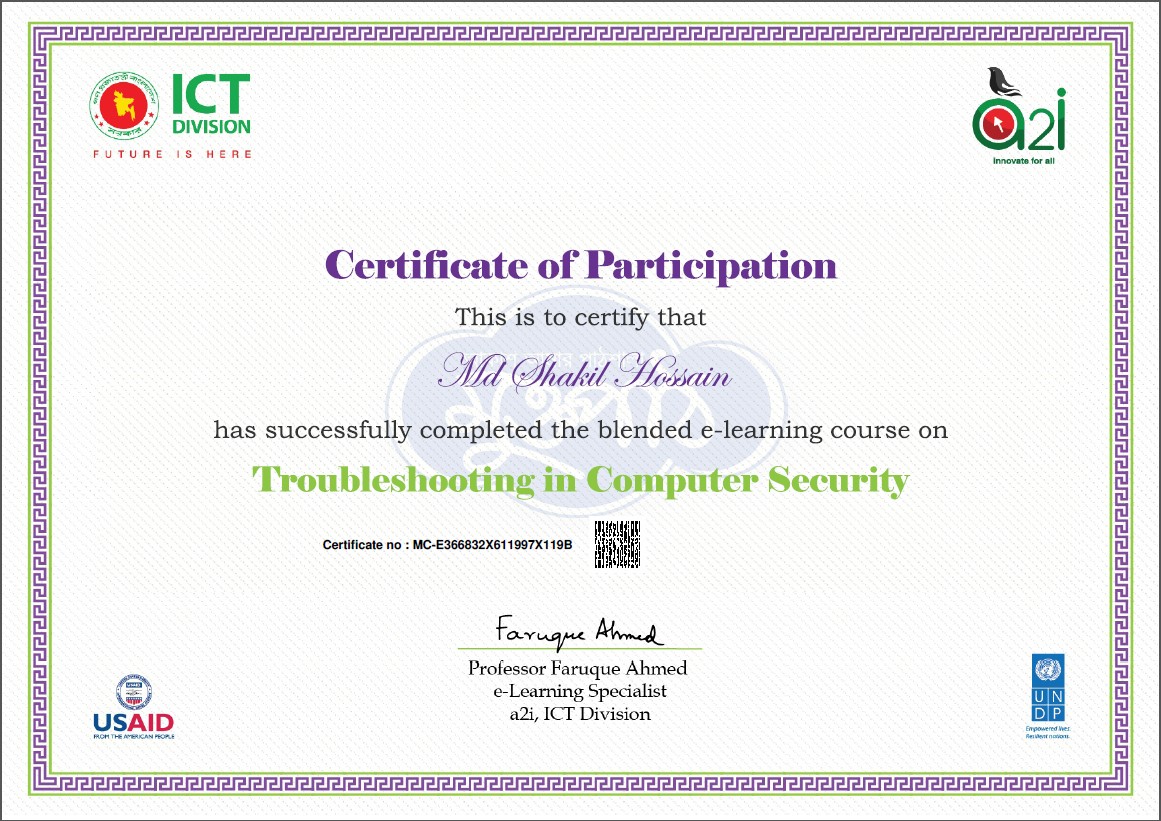 ICT
DIVISION
FUTURE IS HERE
a2i
Innovate for all
Certificate of Participation
This is to certify that
Md Shakil Hossain
has successfully completed the blended e-learning course on
Troubleshooting in Computer Security
Certificate no : MC-E366832X611997X119B
Faruque Ahmed
Professor Faruque Ahmed
e-Learning Specialist
a2i, ICT Division
USAID
FROM THE AMERICAN PEOPLE
U N
D P
Empowered lives.
Resilient nations.